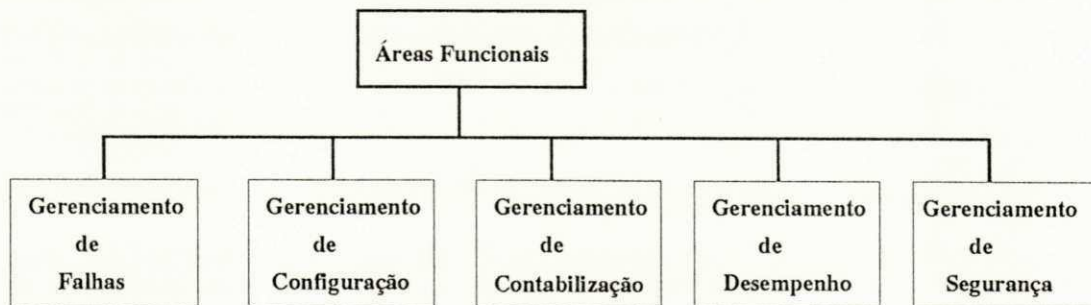 Áreas Funcionais
Gerenciamento
de
Falhas
Gerenciamento
de
Configuração
Gerenciamento
de
Contabilização
Gerenciamento
de
Desempenho
Gerenciamento
de
Segurança